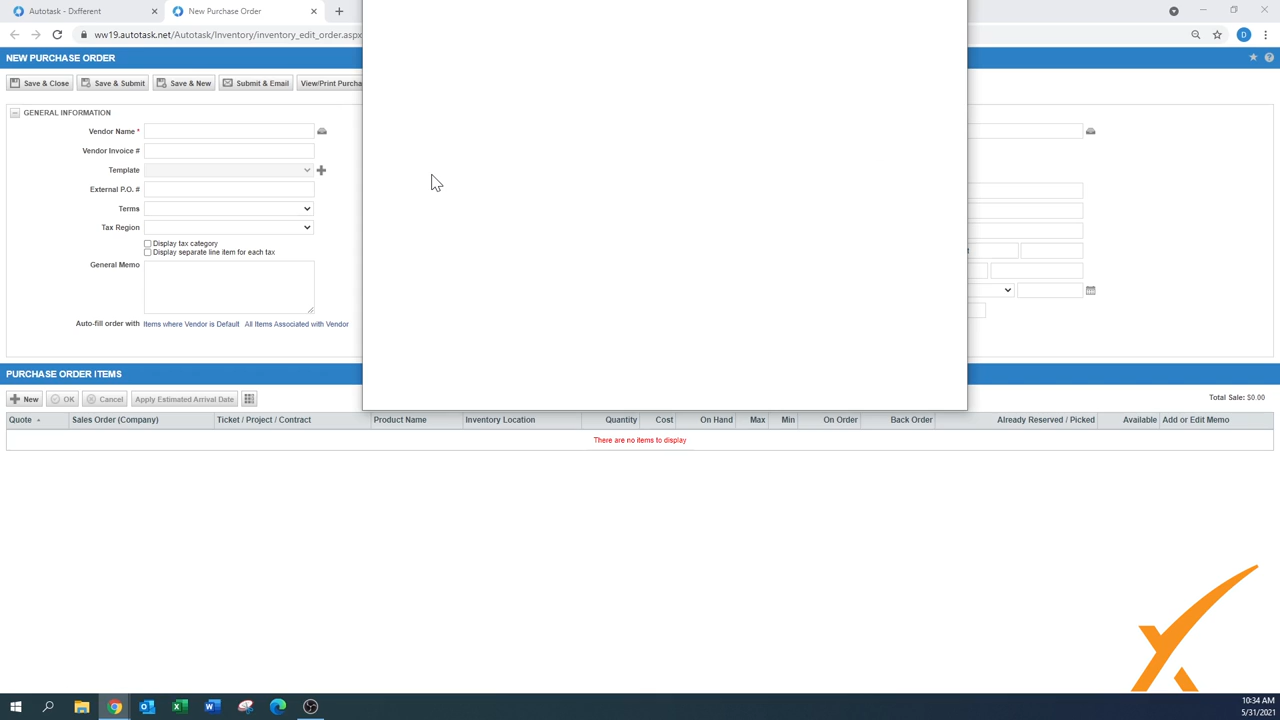 Autotask - Dxfferent
New Purchase Order
ww19.autotask.net/Autotask/Inventory/inventory_edit_order.aspx
D
NEW PURCHASE ORDER
Save & Close
Save & Submit
Save & New
Submit & Email
View/Print Purcha
GENERAL INFORMATION
Vendor Name *
Vendor Invoice #
Template
External P.O. #
Terms
Tax Region
Display tax category
Display separate line item for each tax
General Memo
Auto-fill order with Items where Vendor is Default All Items Associated with Vendor
PURCHASE ORDER ITEMS
New
OK
Cancel
Apply Estimated Arrival Date
Total Sale: $0.00
Quote Sales Order (Company) Ticket / Project / Contract Product Name Inventory Location Quantity Cost On Hand Max Min On Order Back Order Already Reserved / Picked Available Add or Edit Memo
There are no items to display
10:34 AM
5/31/2021